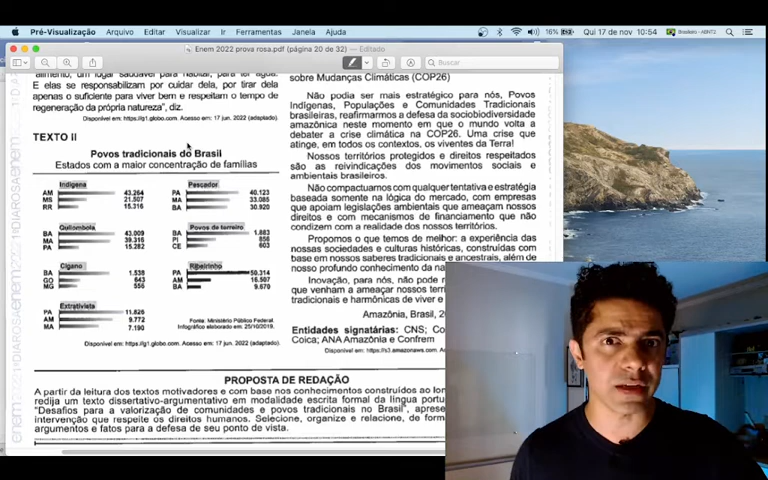 Pré-Visualização Arquivo Editar Visualizar Ir Ferramentas Janela Ajuda 16% Qui 17 de nov 10:54 Brasileiro - ABNT2
Enem 2022 prova rosa.pdf (página 20 de 32) — Editado
Buscar
alimento, um lugar saudável para habitar, para ter água.
E elas se responsabilizam por cuidar dela, por tirar dela
apenas o suficiente para viver bem e respeitam o tempo de
regeneração da própria natureza", diz.
Disponível em: https://g1.globo.com. Acesso em: 17 jun. 2022 (adaptado).
TEXTO II
Povos tradicionais do Brasil
Estados com a maior concentração de famílias
Indígena
AM 43.264
MS 21.507
RR 15.316
Pescador
PA 40.123
MA 33.085
BA 30.920
Quilombola
BA 43.009
MA 39.315
PA 15.282
Povos de terreiro
BA 1.883
PI 856
CE 603
Cigano
BA 1.538
GO 643
MG 556
Ribeirinho
PA 50.314
AM 16.507
BA 9.670
Extrativista
PA 11.826
AM 9.772
MA 7.190
Fonte: Ministério Público Federal.
Infográfico elaborado em: 25/10/2019.
Disponível em: https://g1.globo.com. Acesso em: 17 jun. 2022 (adaptado).
sobre Mudanças Climáticas (COP26)
Não podia ser mais estratégico para nós, Povos
Indígenas, Populações e Comunidades Tradicionais
brasileiras, reafirmarmos a defesa da sociobiodiversidade
amazônica neste momento em que o mundo volta a
debater a crise climática na COP26. Uma crise que
atinge, em todos os contextos, os viventes da Terra!
Nossos territórios protegidos e direitos respeitados
são as reivindicações dos movimentos sociais e
ambientais brasileiros.
Não compactuamos com qualquer tentativa e estratégia
baseada somente na lógica do mercado, com empresas
que apoiam legislações ambientais que ameaçam nossos
direitos e com mecanismos de financiamento que não
condizem com a realidade dos nossos territórios.
Propomos o que temos de melhor: a experiência das
nossas sociedades e culturas históricas, construídas com
base em nossos saberes tradicionais e ancestrais, além de
nosso profundo conhecimento da
Inovação, para nós, não pode
que venham a ameaçar nossos
tradicionais e harmônicas de viver e
Amazônia, Brasil,
Entidades signatárias: CNS;
Coica; ANA Amazônia e Confrem
Disponível em: https://s3.amazonaws.com.
PROPOSTA DE REDAÇÃO
A partir da leitura dos textos motivadores e com base nos conhecimentos construídos ao
redija um texto dissertativo-argumentativo em modalidade escrita formal da língua
"Desafios para a valorização de comunidades e povos tradicionais no Brasil",
intervenção que respeite os direitos humanos. Selecione, organize e relacione, de
argumentos e fatos para a defesa de seu ponto de vista.